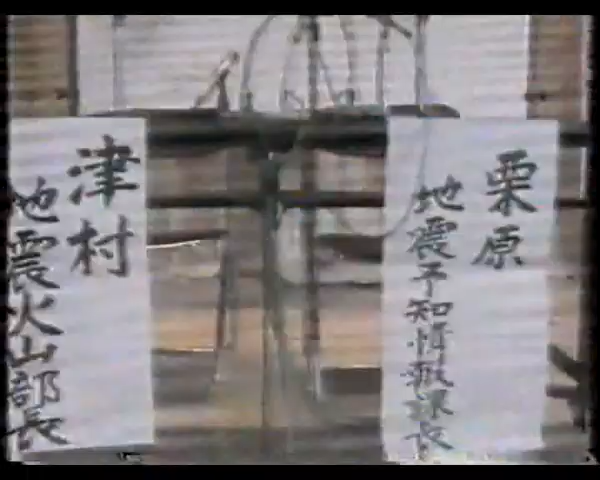 栗原
地震予知情報課長
津村
地震火山部長